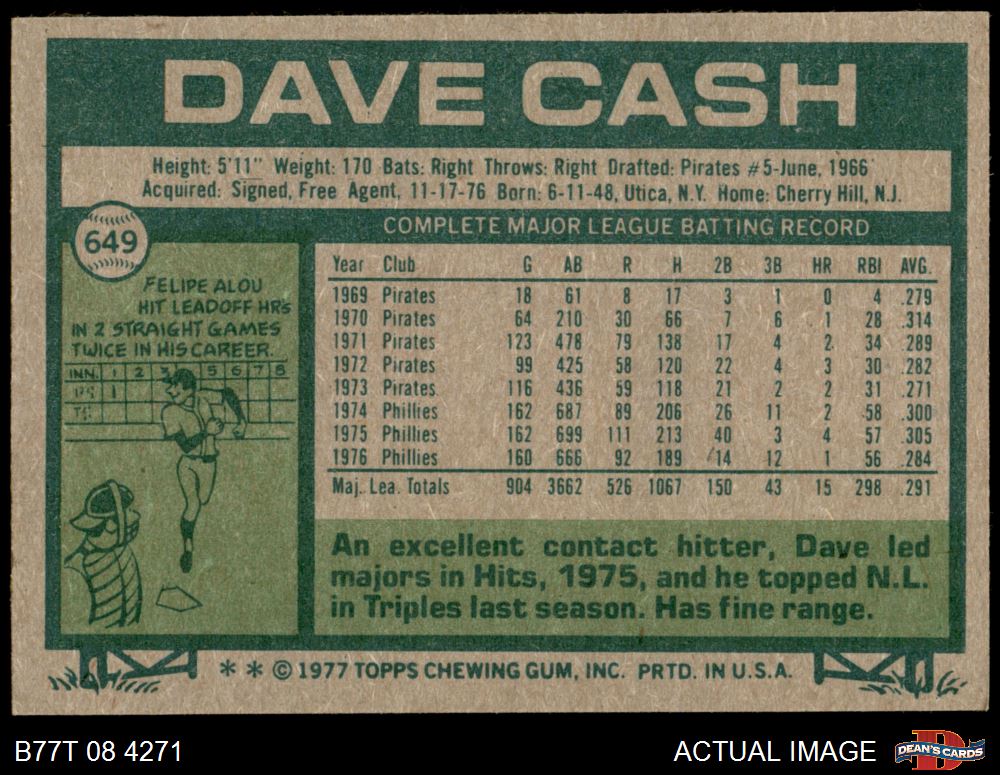 DAVE CASH
Height: 5'11" Weight: 170 Bats: Right Throws: Right Drafted: Pirates #5-June, 1966
Acquired: Signed, Free Agent, 11-17-76 Born: 6-11-48, Utica, N.Y. Home: Cherry Hill, N.J.
649
FELIPE ALOU
HIT LEADOFF HRs
IN 2 STRAIGHT GAMES
TWICE IN HIS CAREER.
INN. 1 2 3 5 6 7 8
1
COMPLETE MAJOR LEAGUE BATTING RECORD
Year Club G AB R H 2B 3B HR RBI AVG.
1969 Pirates 18 61 8 17 3 1 0 4 .279
1970 Pirates 64 210 30 66 7 6 1 28 .314
1971 Pirates 123 478 79 138 17 4 2 34 .289
1972 Pirates 99 425 58 120 22 4 3 30 .282
1973 Pirates 116 436 59 118 21 2 2 31 .271
1974 Phillies 162 687 89 206 26 11 2 58 .300
1975 Phillies 162 699 111 213 40 3 4 57 .305
1976 Phillies 160 666 92 189 14 12 1 56 .284
Maj. Lea. Totals 904 3662 526 1067 150 43 15 298 .291
An excellent contact hitter, Dave led
majors in Hits, 1975, and he topped N.L.
in Triples last season. Has fine range.
** © 1977 TOPPS CHEWING GUM, INC. PRTD. IN U.S.A.
B77T 08 4271
ACTUAL IMAGE
DEAN'S CARDS